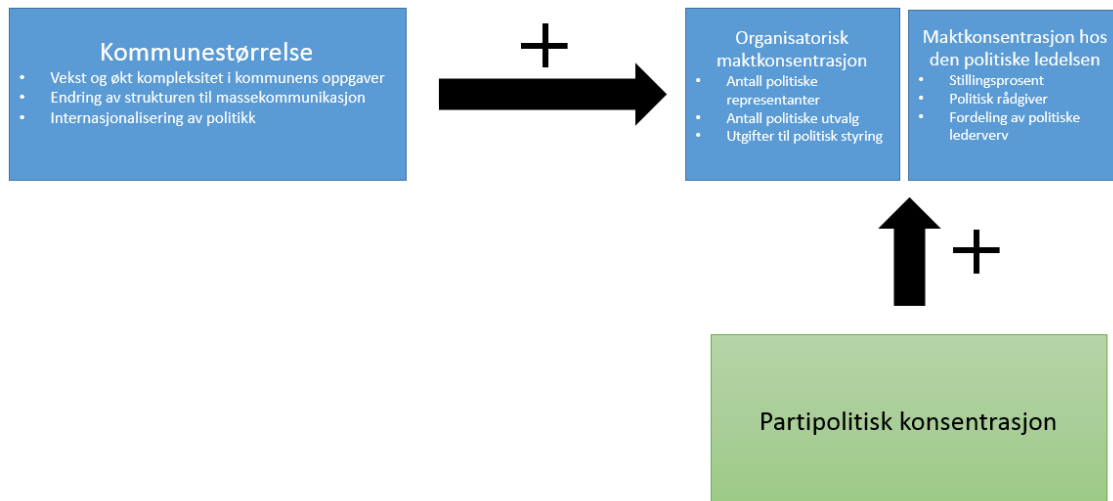 Kommunestørrelse
• Vekst og økt kompleksitet i kommunens oppgaver
• Endring av strukturen til massekommunikasjon
• Internasjonalisering av politikk
+
Organisatorisk
maktkonsentrasjon
• Antall politiske
representanter
• Antall politiske utvalg
• Utgifter til politisk styring
Maktkonsentrasjon hos
den politiske ledelsen
• Stillingsprosent
• Politisk rådgiver
• Fordeling av politiske
lederverv
+
Partipolitisk konsentrasjon